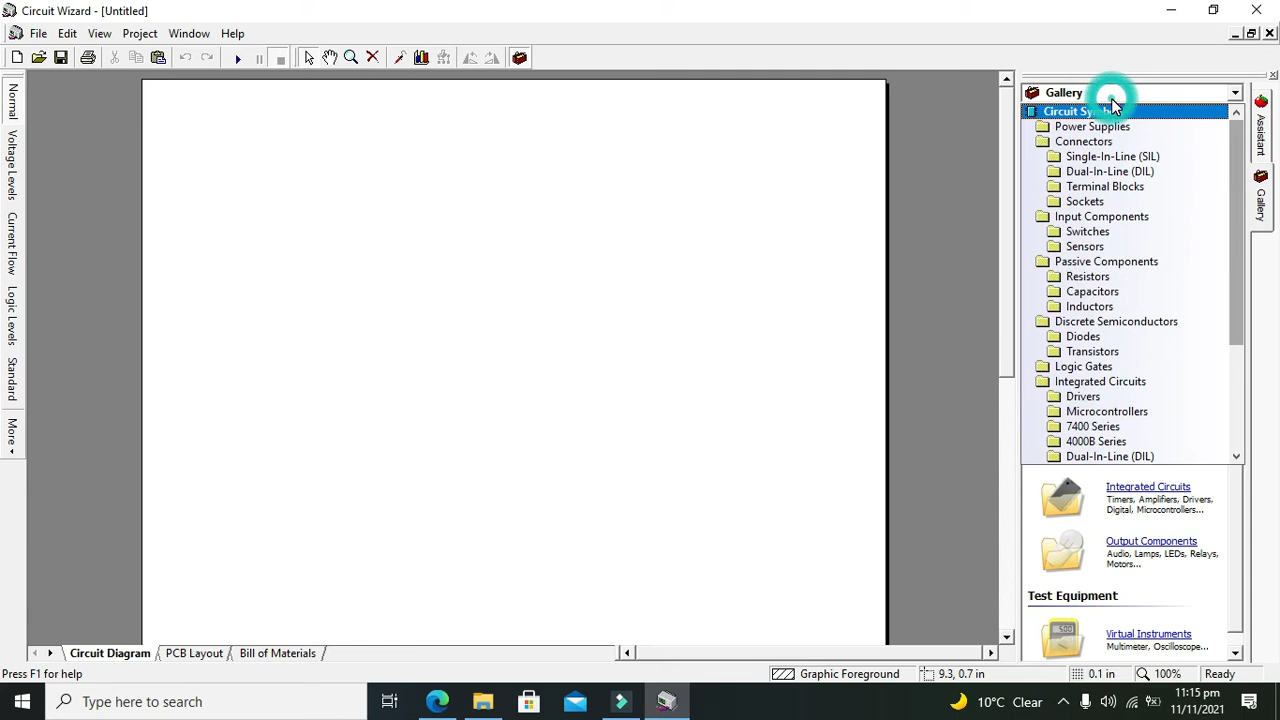 Circuit Wizard - [Untitled]
File Edit View Project Window Help
Normal
Voltage Levels
Current Flow
Logic Levels
Standard
More
Gallery
Circuit
Power Supplies
Connectors
Single-In-Line (SIL)
Dual-In-Line (DIL)
Terminal Blocks
Sockets
Input Components
Switches
Sensors
Passive Components
Resistors
Capacitors
Inductors
Discrete Semiconductors
Diodes
Transistors
Logic Gates
Integrated Circuits
Drivers
Microcontrollers
7400 Series
4000B Series
Dual-In-Line (DIL)
Integrated Circuits
Timers, Amplifiers, Drivers,
Digital, Microcontrollers...
Output Components
Audio, Lamps, LEDs, Relays,
Motors...
Test Equipment
500
Virtual Instruments
Multimeter, Oscilloscope...
Assistant
Gallery
Circuit Diagram PCB Layout Bill of Materials
Press F1 for help Graphic Foreground 9.3, 0.7 in 0.1 in 100% Ready
Type here to search
10°C Clear
11:15 pm
11/11/2021